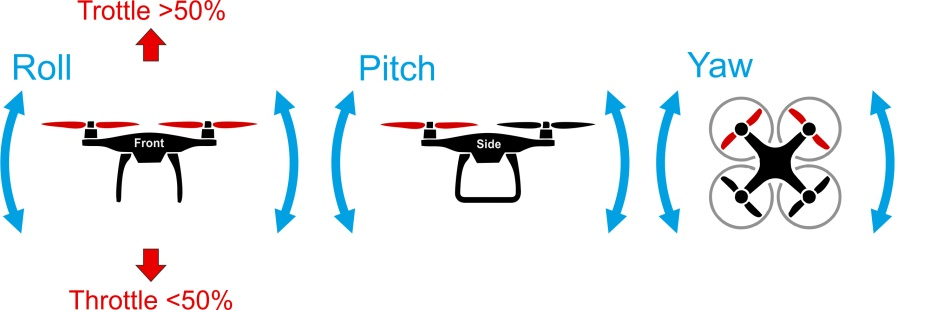 Trottle >50%
Roll
Pitch
Yaw
Front
Side
Throttle <50%